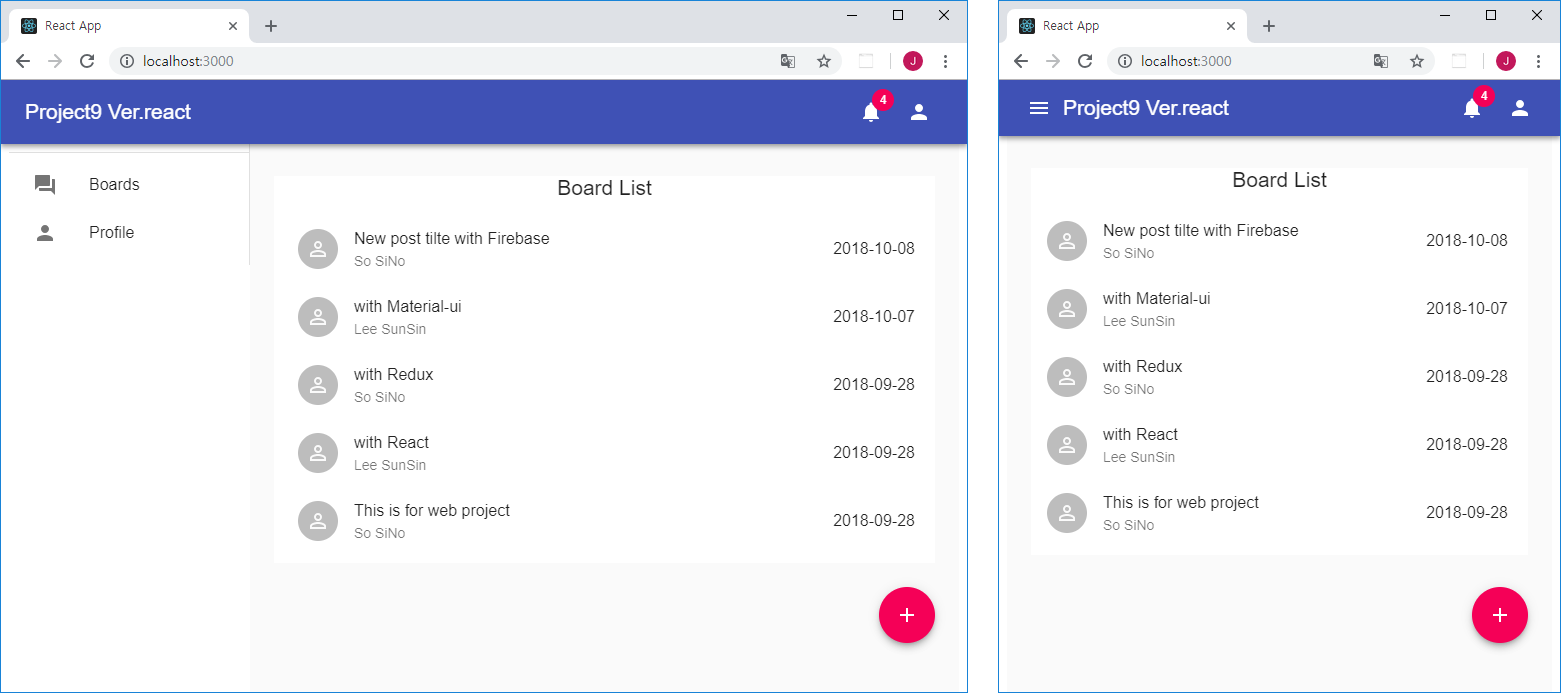 React App
localhost:3000
J
Project9 Ver.react
4
Boards
Profile
Board List
New post tilte with Firebase
So SiNo
2018-10-08
with Material-ui
Lee SunSin
2018-10-07
with Redux
So SiNo
2018-09-28
with React
Lee SunSin
2018-09-28
This is for web project
So SiNo
2018-09-28
React App
localhost:3000
J
Project9 Ver.react
4
Board List
New post tilte with Firebase
So SiNo
2018-10-08
with Material-ui
Lee SunSin
2018-10-07
with Redux
So SiNo
2018-09-28
with React
Lee SunSin
2018-09-28
This is for web project
So SiNo
2018-09-28